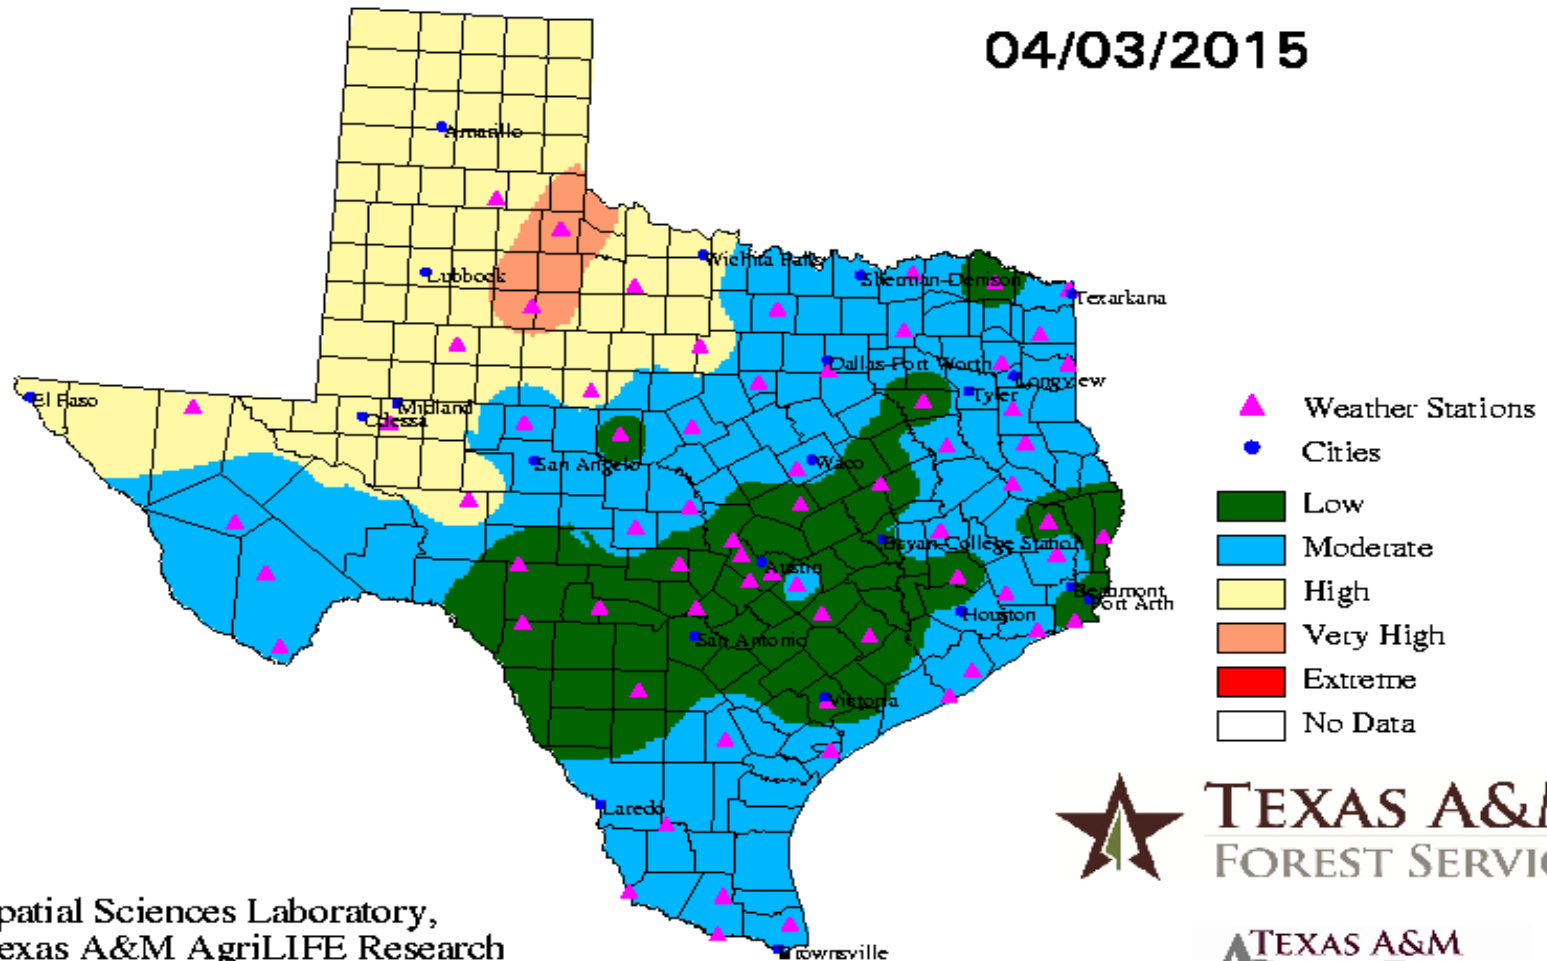 04/03/2015
Amarillo
Lubbock
Wichita Falls
Sherman-Denison
Texarkana
Dallas-Fort Worth
Longview
Tyler
El Paso
Midland
Odessa
San Angelo
Waco
Bryan-College Station
Austin
Beaumont
Port Arth
Houston
San Antonio
Victoria
Laredo
Brownsville
Weather Stations
Cities
Low
Moderate
High
Very High
Extreme
No Data
TEXAS A&M
FOREST SERVIC
patial Sciences Laboratory,
exas A&M AgriLIFE Research
TEXAS A&M